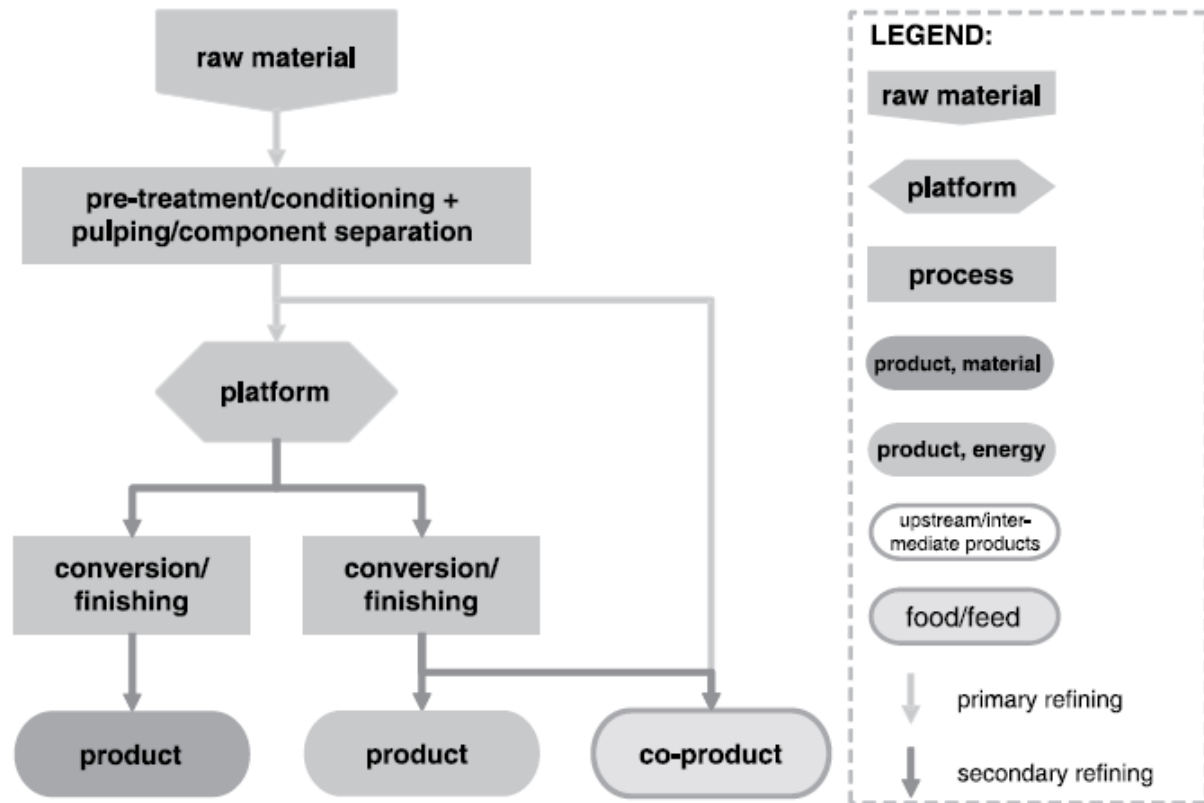 raw material
pre-treatment/conditioning +
pulping/component separation
platform
conversion/
finishing
conversion/
finishing
product
product
co-product
LEGEND:
raw material
platform
process
product, material
product, energy
upstream/inter-
mediate products
food/feed
primary refining
secondary refining